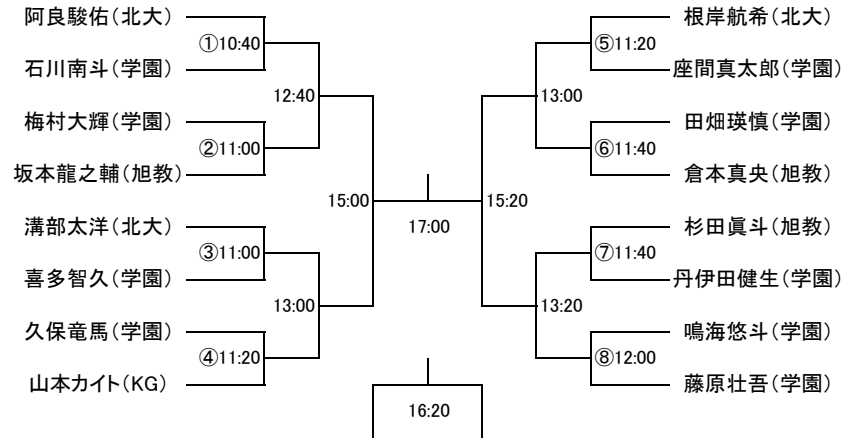 阿良駿佑(北大)
①10:40
石川南斗(学園)
12:40
梅村大輝(学園)
②11:00
坂本龍之輔(旭教)
15:00
溝部太洋(北大)
③11:00
喜多智久(学園)
13:00
久保竜馬(学園)
④11:20
山本カイト(KG)
17:00
16:20
根岸航希(北大)
⑤11:20
座間真太郎(学園)
13:00
田畑瑛慎(学園)
⑥11:40
倉本真央(旭教)
15:20
杉田眞斗(旭教)
⑦11:40
丹伊田健生(学園)
13:20
鳴海悠斗(学園)
⑧12:00
藤原壮吾(学園)